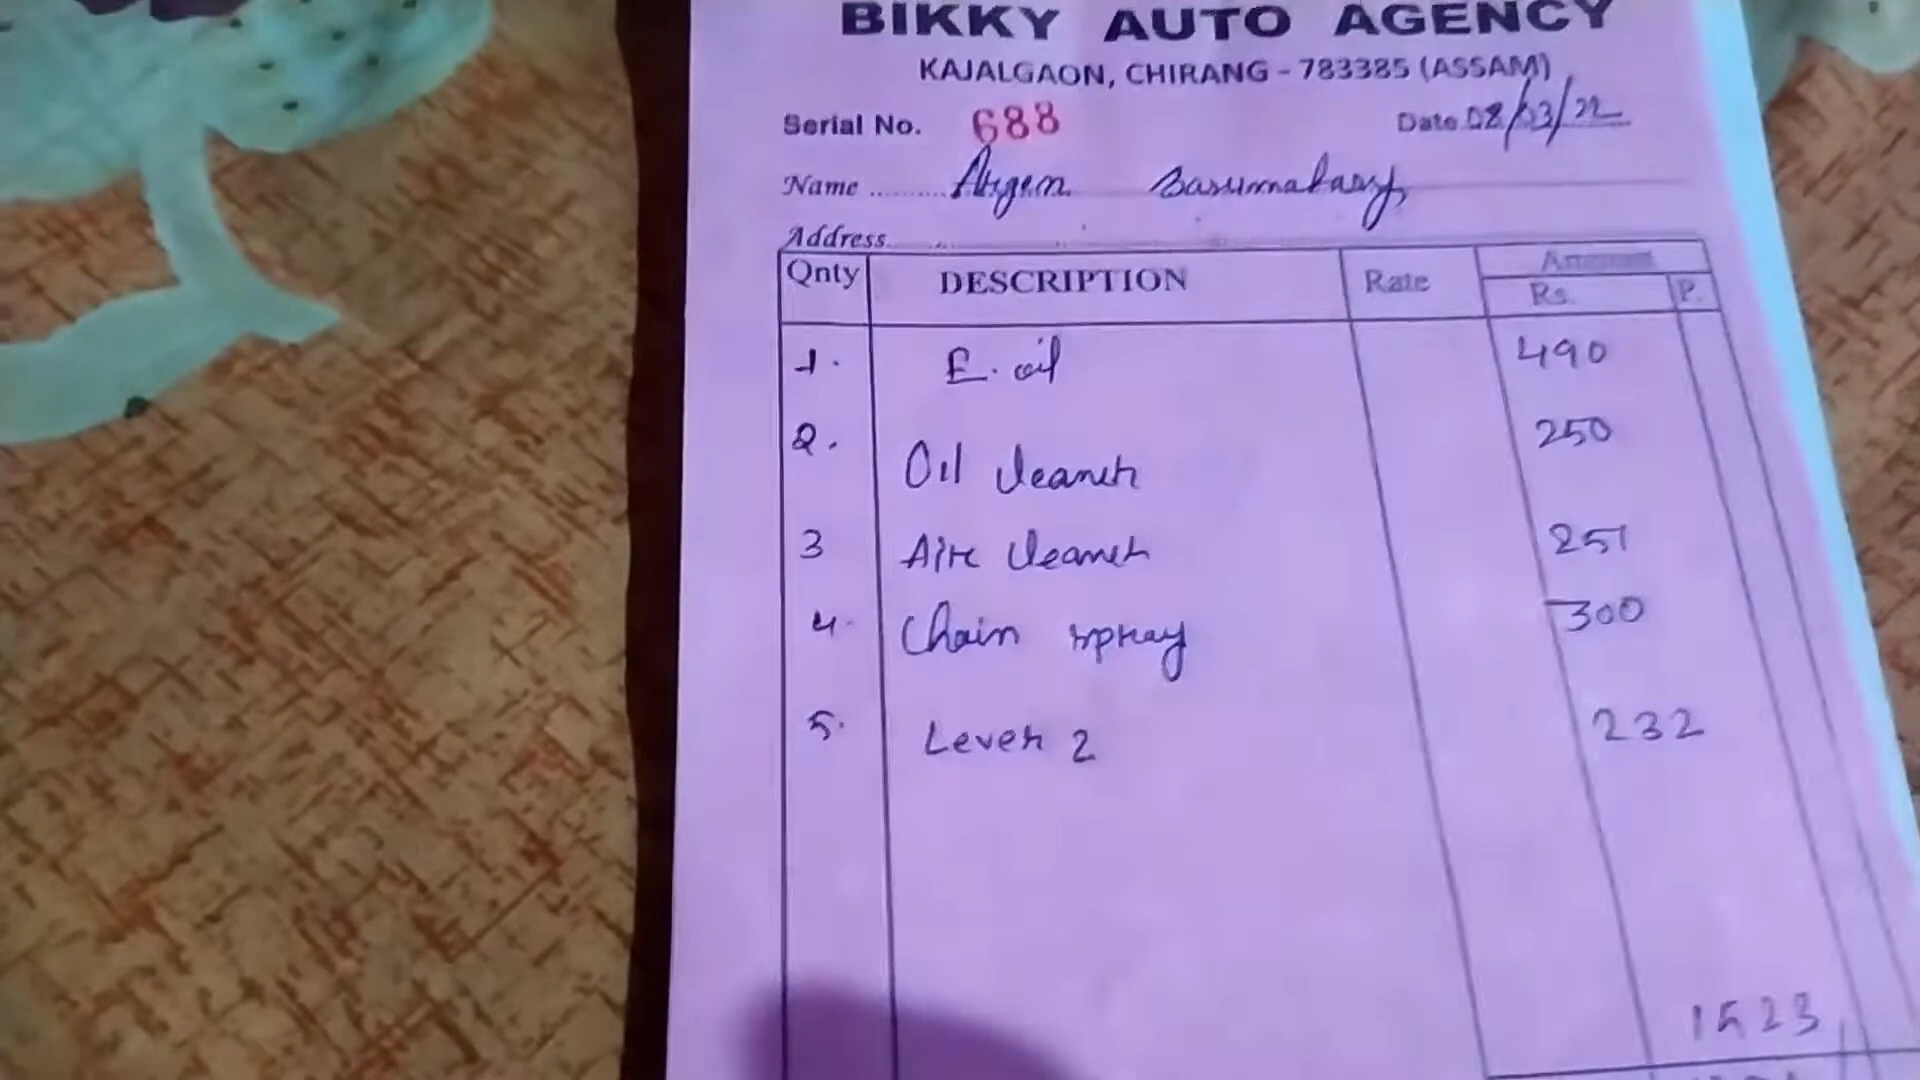 BIKKY AUTO AGENCY
KAJALGAON, CHIRANG - 783385 (ASSAM)
Serial No. 688 Date 08/03/22
Name
Address
Qnty DESCRIPTION Rate Amount
Rs. P.
1. E. oil 490
2. Oil cleaner 250
3 Aire cleaner 251
4. Chain spray 300
5. Lever 2 232
1523